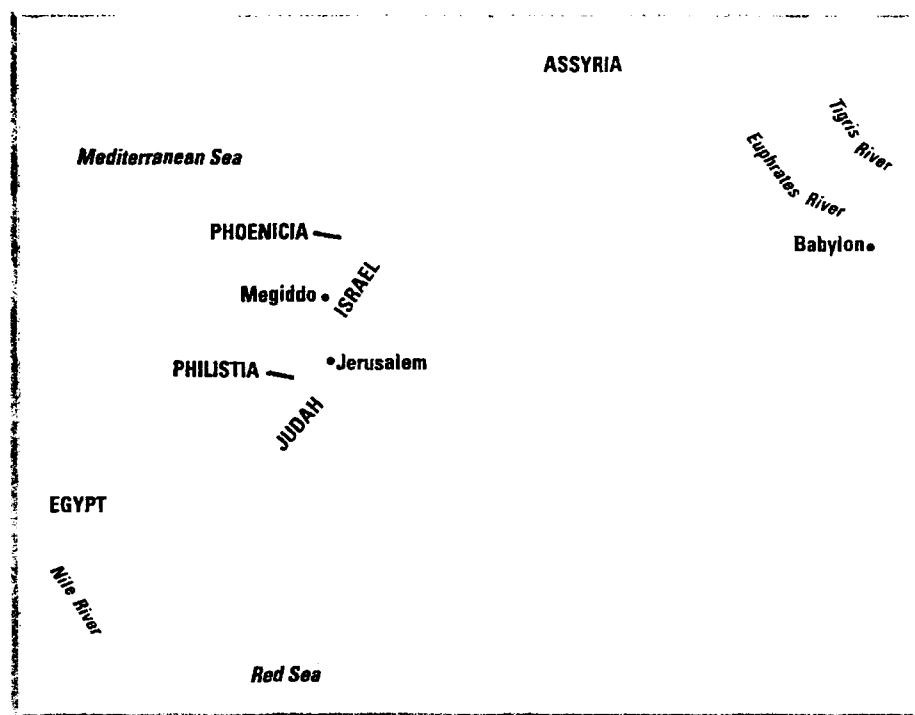 ASSYRIA
Tigris River
Mediterranean Sea
Euphrates River
PHOENICIA
Babylon
Megiddo
ISRAEL
Jerusalem
PHILISTIA
JUDAH
EGYPT
Nile River
Red Sea